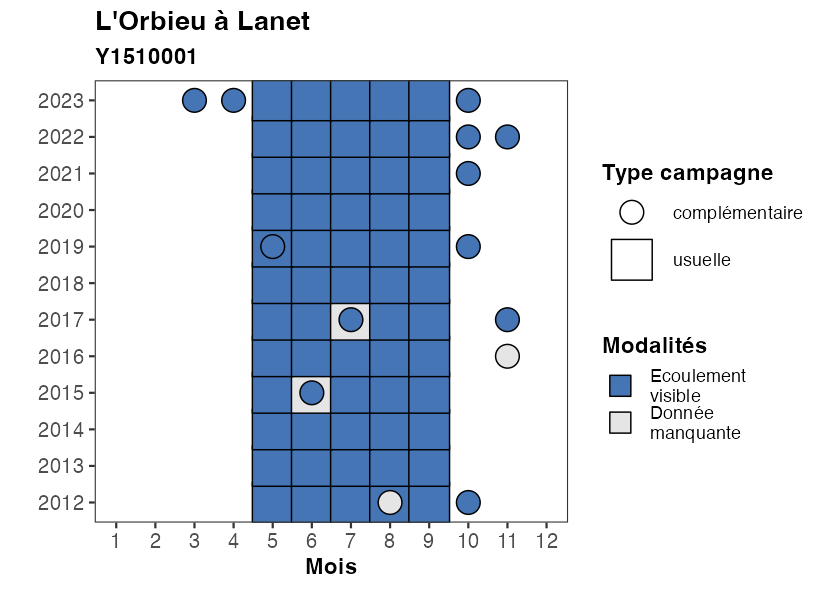 L'Orbieu à Lanet
Y1510001
2023
2022
2021
2020
2019
2018
2017
2016
2015
2014
2013
2012
1 2 3 4 5 6 7 8 9 10 11 12
Mois
Type campagne
complémentaire
usuelle
Modalités
Ecoulement
visible
Donnée
manquante